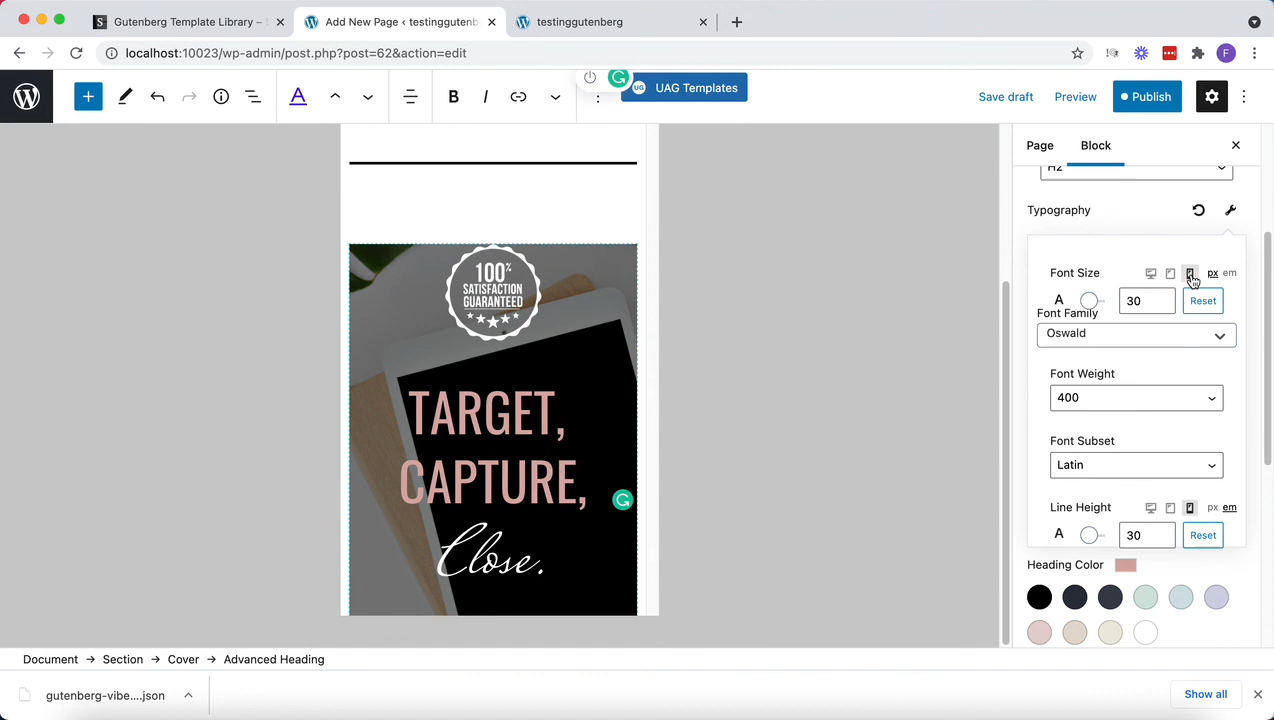 Gutenberg Template Library –
Add New Page ‹ testinggutenb
testinggutenberg
localhost:10023/wp-admin/post.php?post=62&action=edit
F
A
B
I
UG UAG Templates
Save draft
Preview
Publish
Page
Block
H2
Typography
Font Size
px em
A
30
Reset
Font Family
Oswald
Font Weight
400
Font Subset
Latin
Line Height
px em
A
30
Reset
Heading Color
100%
SATISFACTION
GUARANTEED
TARGET,
CAPTURE,
Close.
Document → Section → Cover → Advanced Heading
gutenberg-vibe....json
Show all